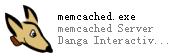 memcached.exe
memcached Server
Danga Interactiv...